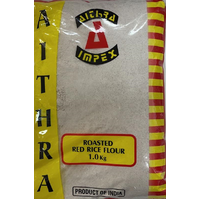 AITHRA
AITHRA
IMPEX
ROASTED
RED RICE FLOUR
1.0 KG
PRODUCT OF INDIA